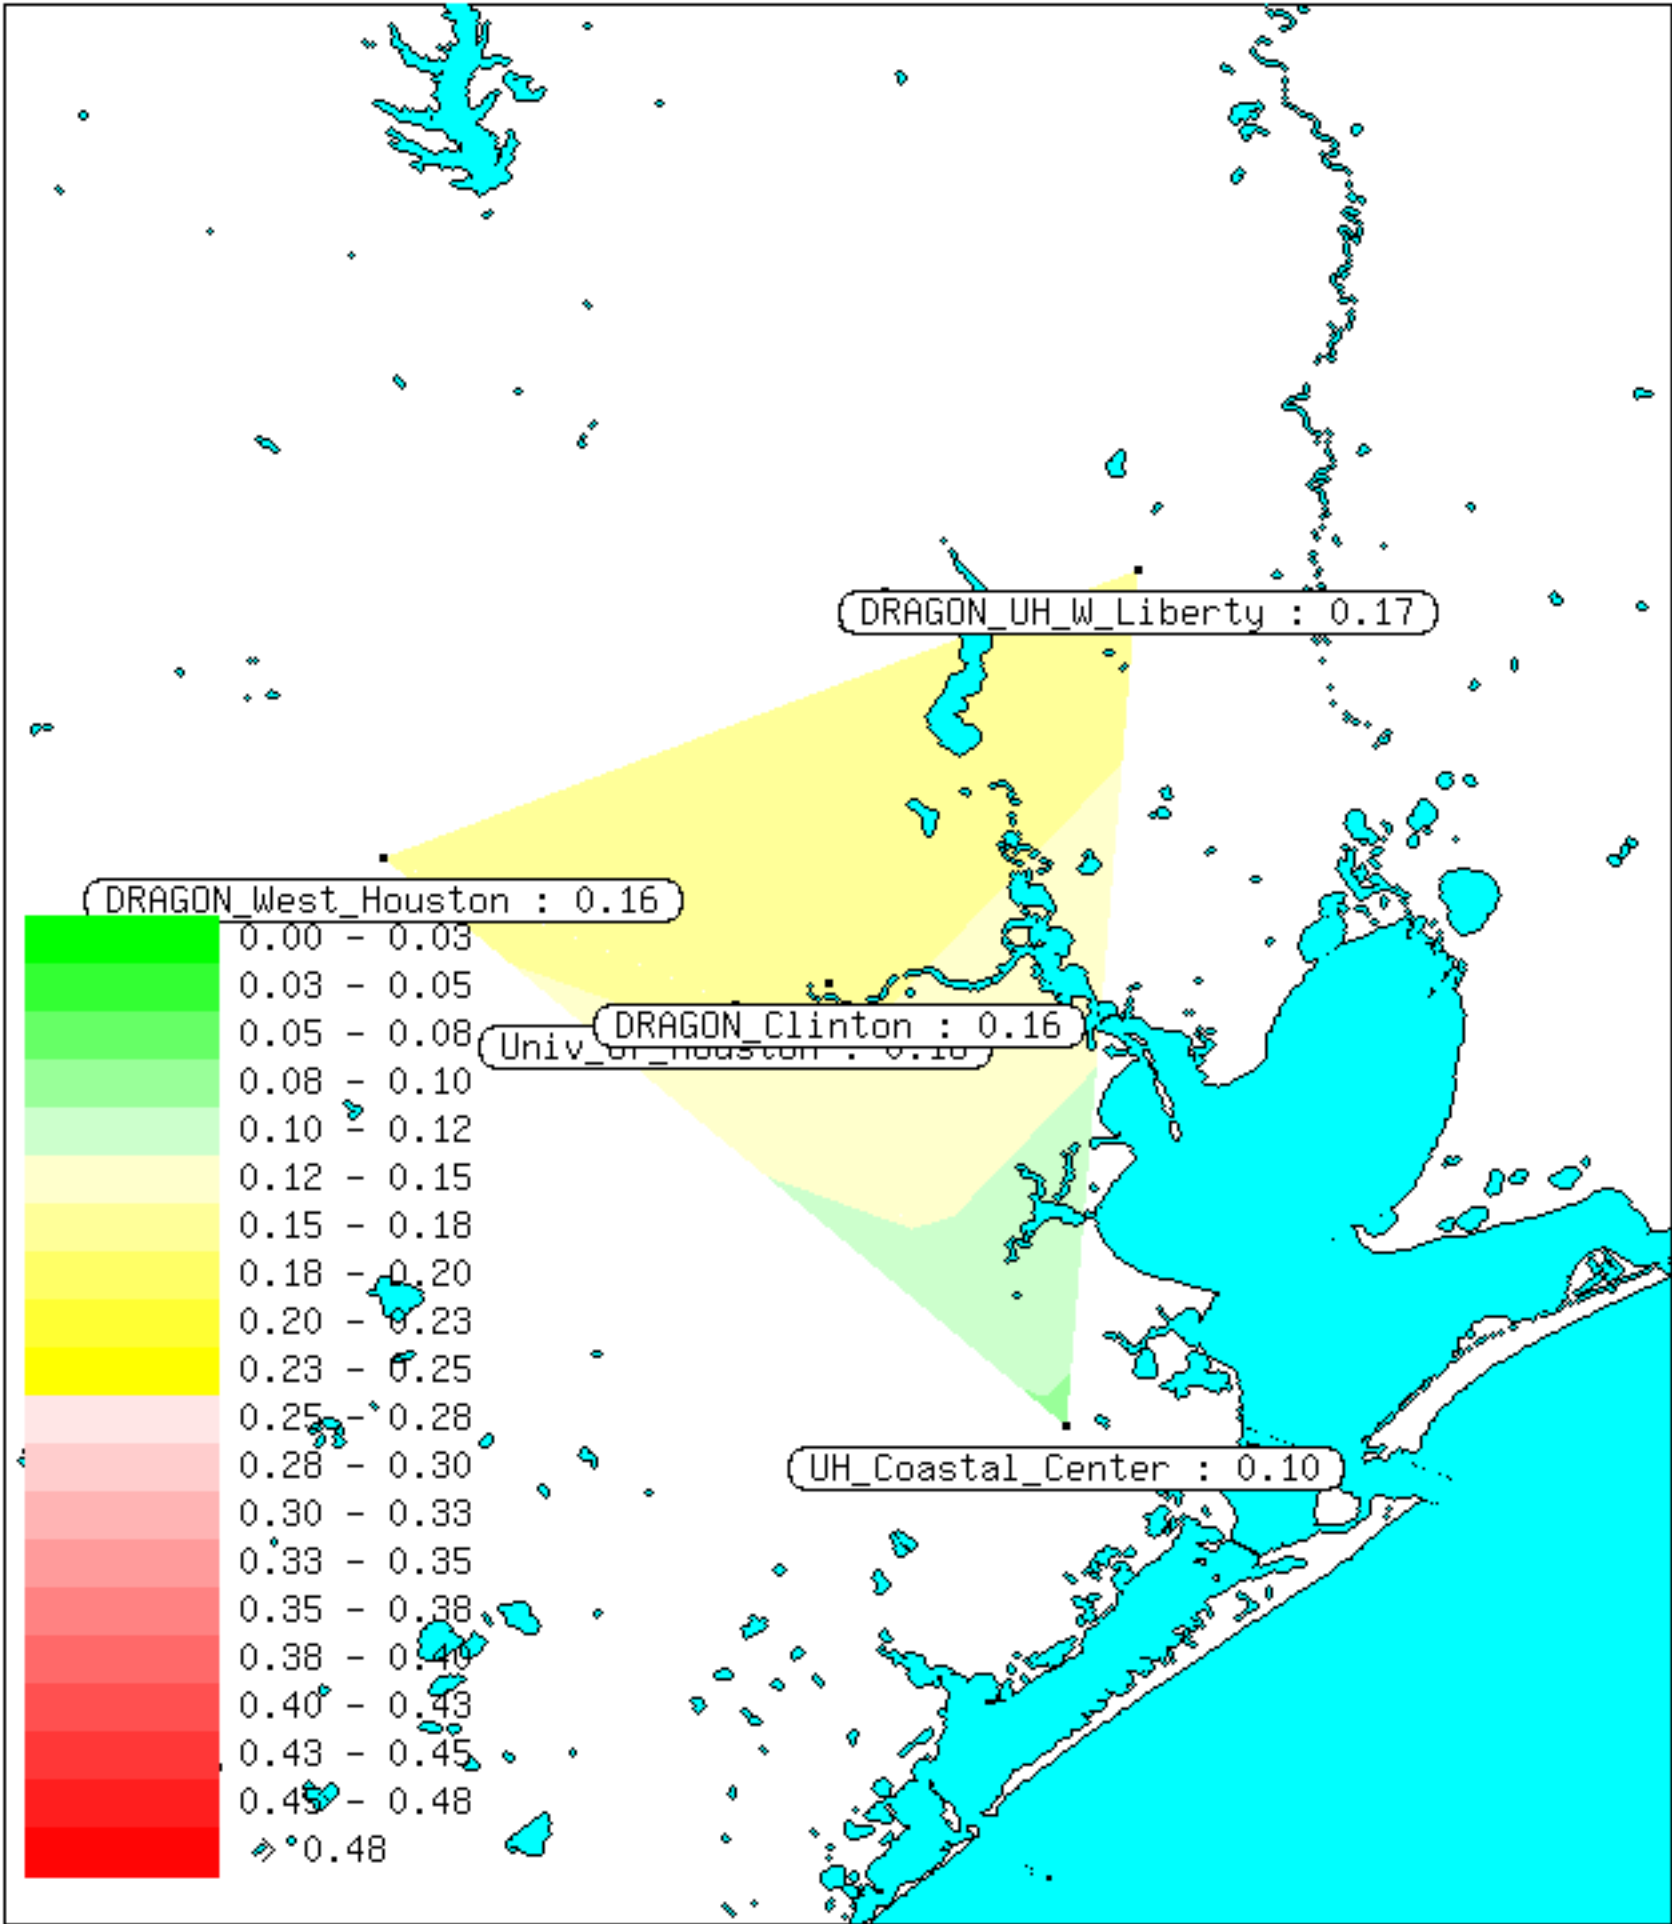 DRAGON_UH_W_Liberty : 0.17
DRAGON_West_Houston : 0.16
DRAGON_Clinton : 0.16
Univ_of_Houston :
UH_Coastal_Center : 0.10
0.00 - 0.03
0.03 - 0.05
0.05 - 0.08
0.08 - 0.10
0.10 - 0.12
0.12 - 0.15
0.15 - 0.18
0.18 - 0.20
0.20 - 0.23
0.23 - 0.25
0.25 - 0.28
0.28 - 0.30
0.30 - 0.33
0.33 - 0.35
0.35 - 0.38
0.38 - 0.40
0.40 - 0.43
0.43 - 0.45
0.45 - 0.48
> 0.48